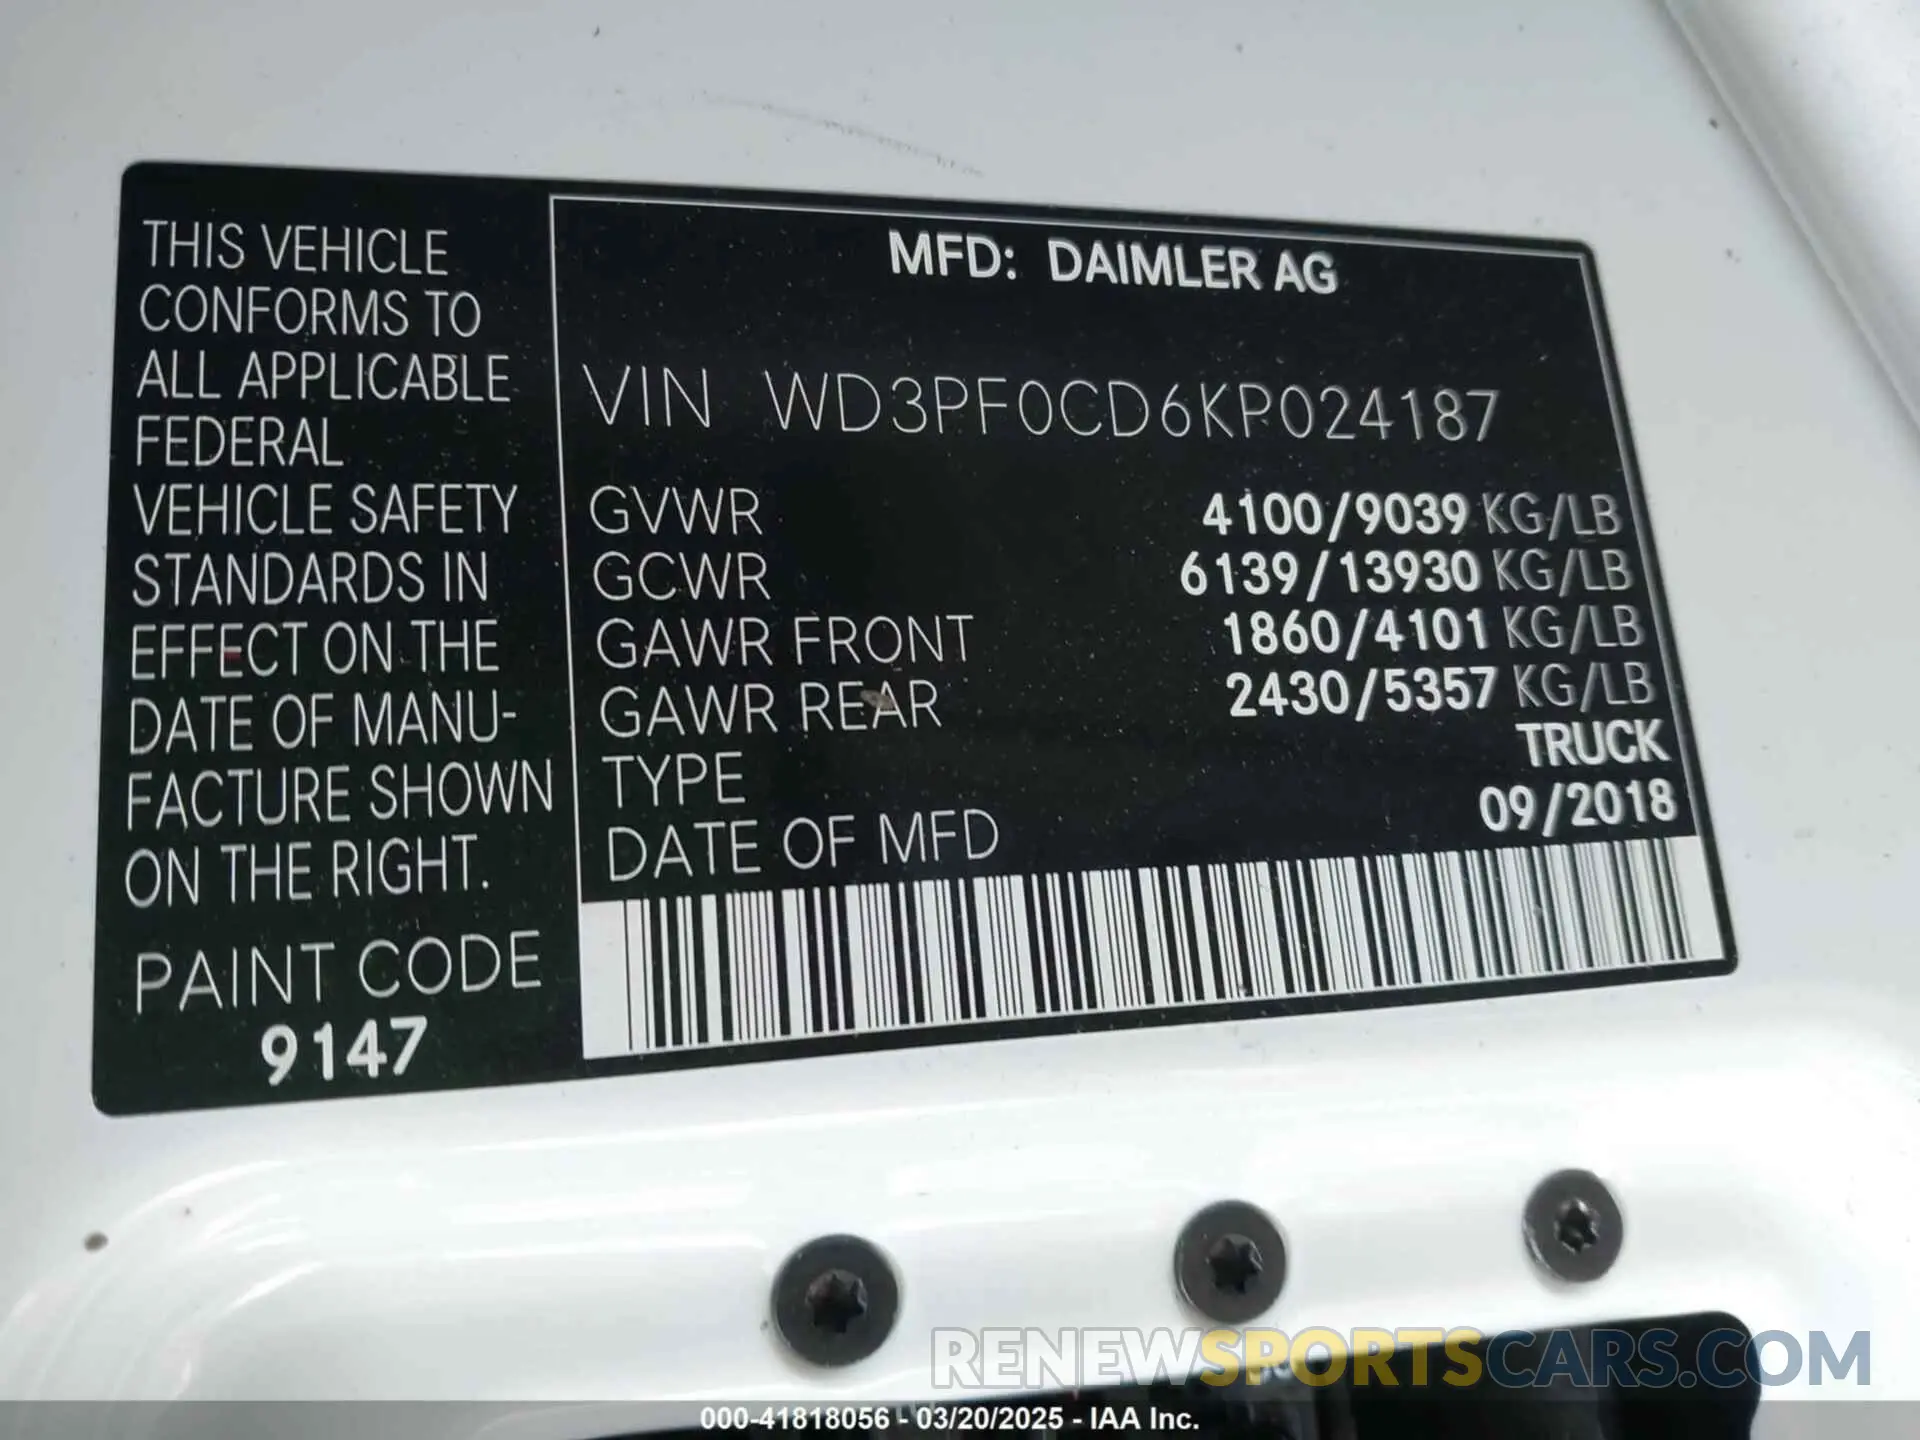 THIS VEHICLE
CONFORMS TO
ALL APPLICABLE
FEDERAL
VEHICLE SAFETY
STANDARDS IN
EFFECT ON THE
DATE OF MANU-
FACTURE SHOWN
ON THE RIGHT.
PAINT CODE
9147
MFD: DAIMLER AG
VIN WD3PF0CD6KP024187
GVWR 4100/9039 KG/LB
GCWR 6139/13930 KG/LB
GAWR FRONT 1860/4101 KG/LB
GAWR REAR 2430/5357 KG/LB
TYPE TRUCK
DATE OF MFD 09/2018
RENEWSPORTSCARS.COM
000-41818056 - 03/20/2025 - IAA Inc.